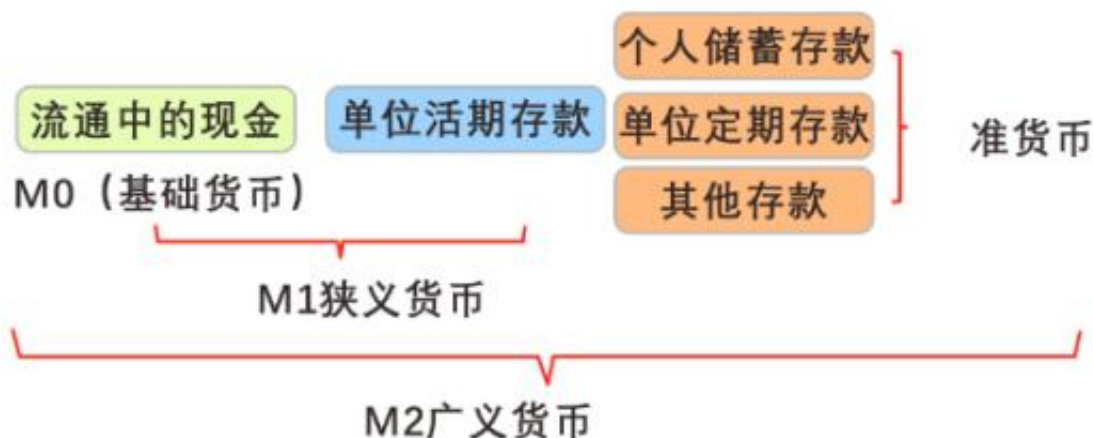 个人储蓄存款
流通中的现金
单位活期存款
单位定期存款
准货币
M0（基础货币）
其他存款
M1狭义货币
M2广义货币